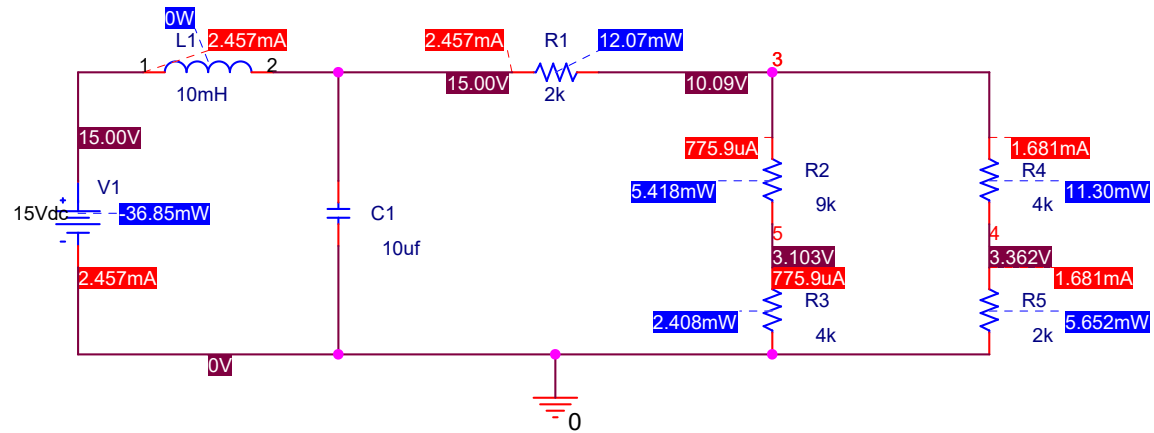 0W
L1
2.457mA
1
2
10mH
2.457mA
R1
12.07mW
15.00V
2k
10.09V
3
15.00V
775.9uA
1.681mA
R2
R4
5.418mW
11.30mW
V1
15Vdc
-36.85mW
C1
9k
4k
10uf
5
4
3.103V
3.362V
2.457mA
775.9uA
1.681mA
R3
R5
2.408mW
5.652mW
4k
2k
0V
0